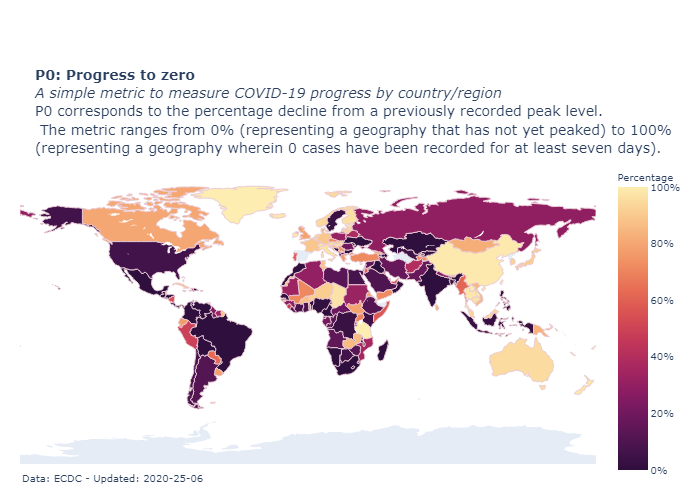 P0: Progress to zero
A simple metric to measure COVID-19 progress by country/region
P0 corresponds to the percentage decline from a previously recorded peak level.
The metric ranges from 0% (representing a geography that has not yet peaked) to 100%
(representing a geography wherein 0 cases have been recorded for at least seven days).
Percentage
100%
80%
60%
40%
20%
0%
Data: ECDC - Updated: 2020-25-06